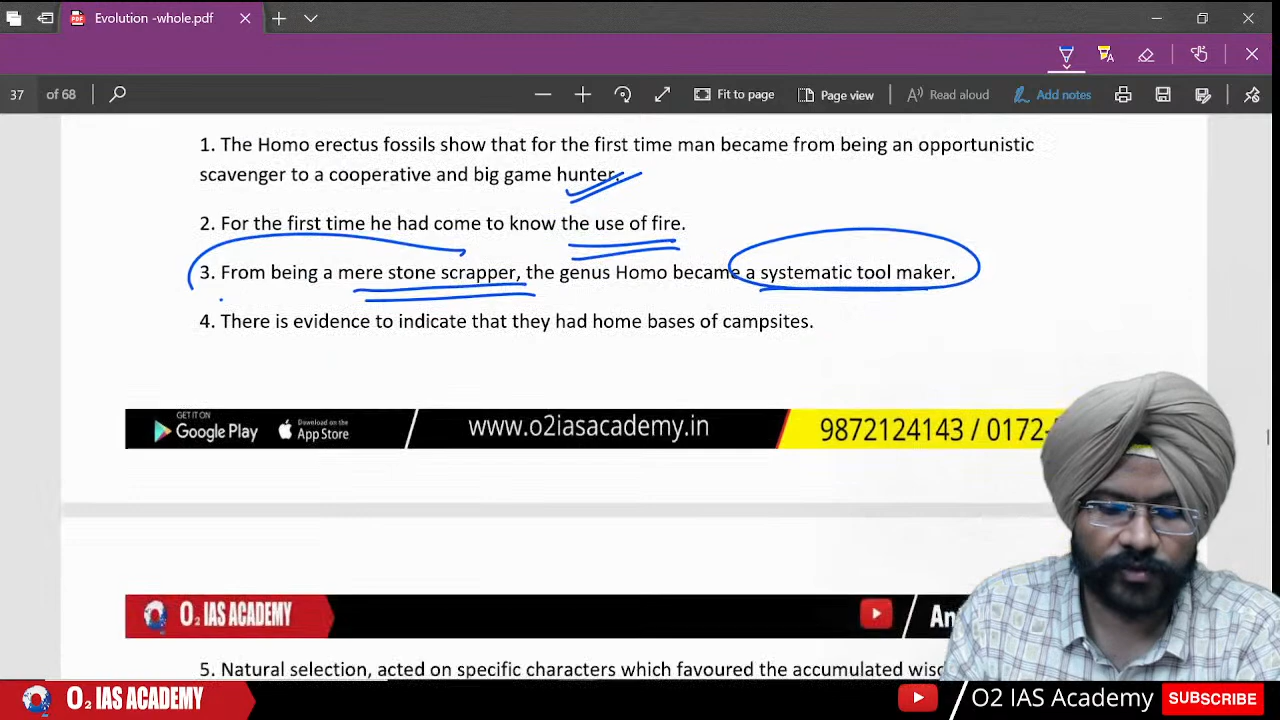 Evolution -whole.pdf
37 of 68
Fit to page
Page view
Read aloud
Add notes
1. The Homo erectus fossils show that for the first time man became from being an opportunistic
scavenger to a cooperative and big game hunter.
2. For the first time he had come to know the use of fire.
3. From being a mere stone scrapper, the genus Homo became a systematic tool maker.
4. There is evidence to indicate that they had home bases of campsites.
GET IT ON
Google Play
Download on the
App Store
www.o2iasacademy.in
9872124143 / 0172-
O2 IAS ACADEMY
5. Natural selection, acted on specific characters which favoured the accumulated
O2 IAS ACADEMY
O2 IAS Academy
SUBSCRIBE